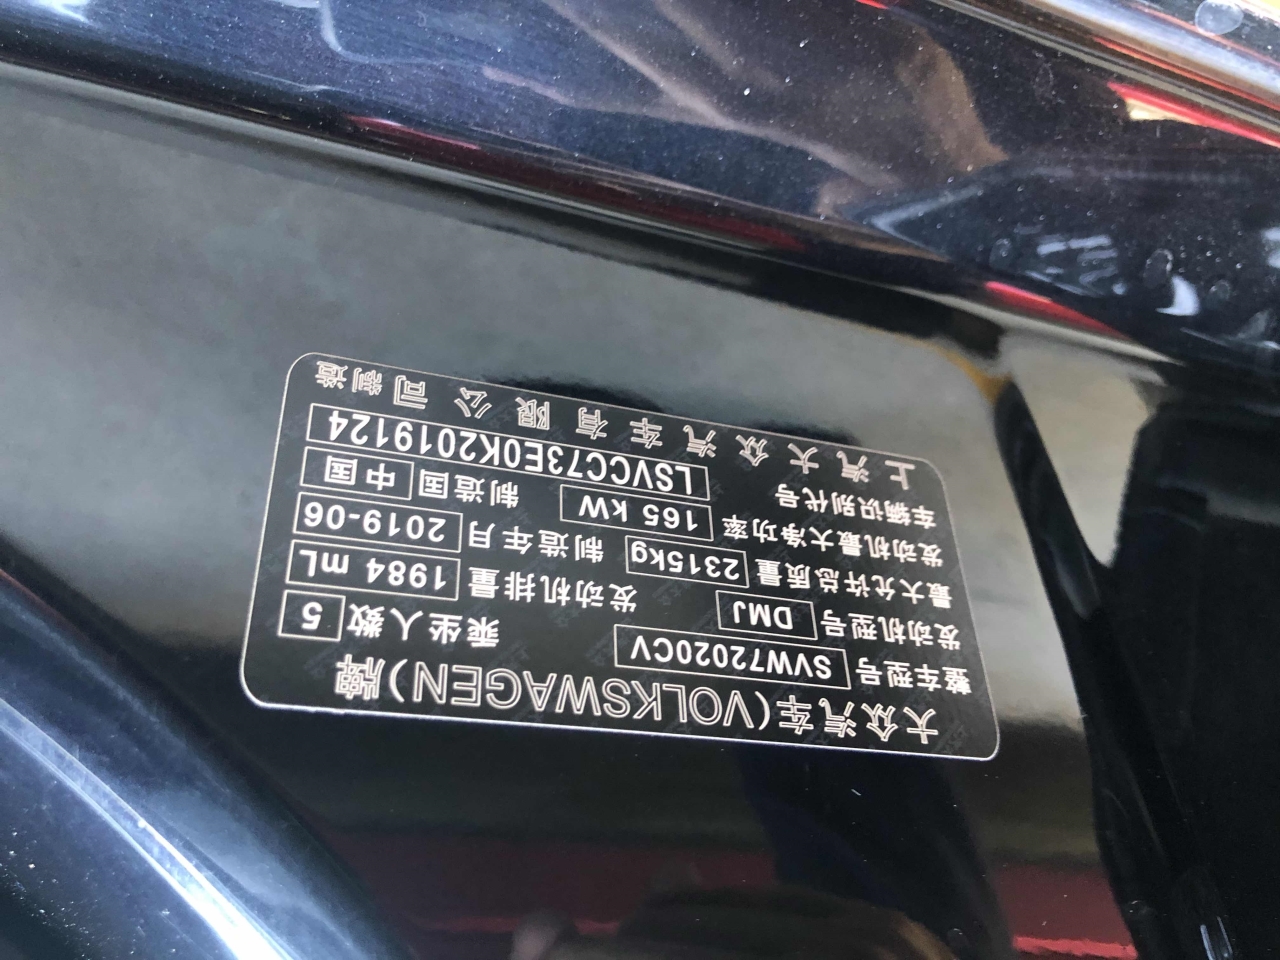 大众汽车(VOLKSWAGEN)牌
整车型号 SVW72020CV 乘坐人数 5
发动机型号 DMJ 发动机排量 1984 mL
最大允许总质量 2315kg 制造年月 2019-06
发动机最大净功率 165 kW 制造国 中国
车辆识别代号 LSVCC73E0K2019124
上汽大众汽车有限公司制造